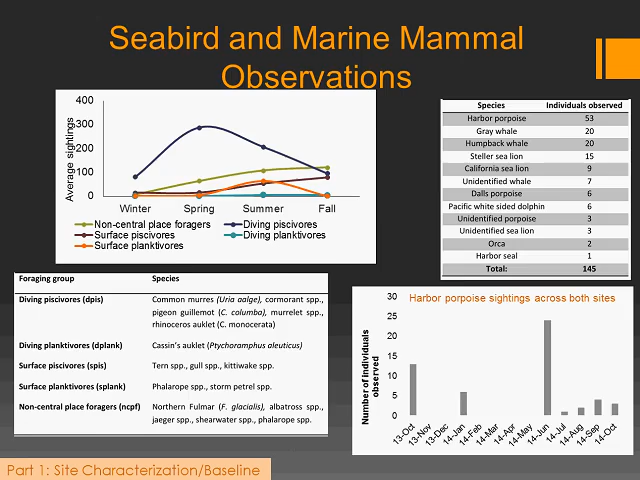 Seabird and Marine Mammal
Observations
Average sightings
400
300
200
100
0
Winter Spring Summer Fall
Non-central place foragers Diving piscivores
Surface piscivores Diving planktivores
Surface planktivores
Species Individuals observed
Harbor porpoise 53
Gray whale 20
Humpback whale 20
Steller sea lion 15
California sea lion 9
Unidentified whale 7
Dalls porpoise 6
Pacific white sided dolphin 6
Unidentified porpoise 3
Unidentified sea lion 3
Orca 2
Harbor seal 1
Total: 145
Foraging group Species
Diving piscivores (dpis) Common murres (Uria aalge), cormorant spp.,
pigeon guillemot (C. columba), murrelet spp.,
rhinoceros auklet (C. monocerata)
Diving planktivores (dplank) Cassin's auklet (Ptychoramphus aleuticus)
Surface piscivores (spis) Tern spp., gull spp., kittiwake spp.
Surface planktivores (splank) Phalarope spp., storm petrel spp.
Non-central place foragers (ncpf) Northern Fulmar (F. glacialis), albatross spp.,
jaeger spp., shearwater spp., phalarope spp.
Harbor porpoise sightings across both sites
Number of individuals
observed
30
25
20
15
10
5
0
13-Oct 13-Nov 13-Dec 14-Jan 14-Feb 14-Mar 14-Apr 14-May 14-Jun 14-Jul 14-Aug 14-Sep 14-Oct
Part 1: Site Characterization/Baseline